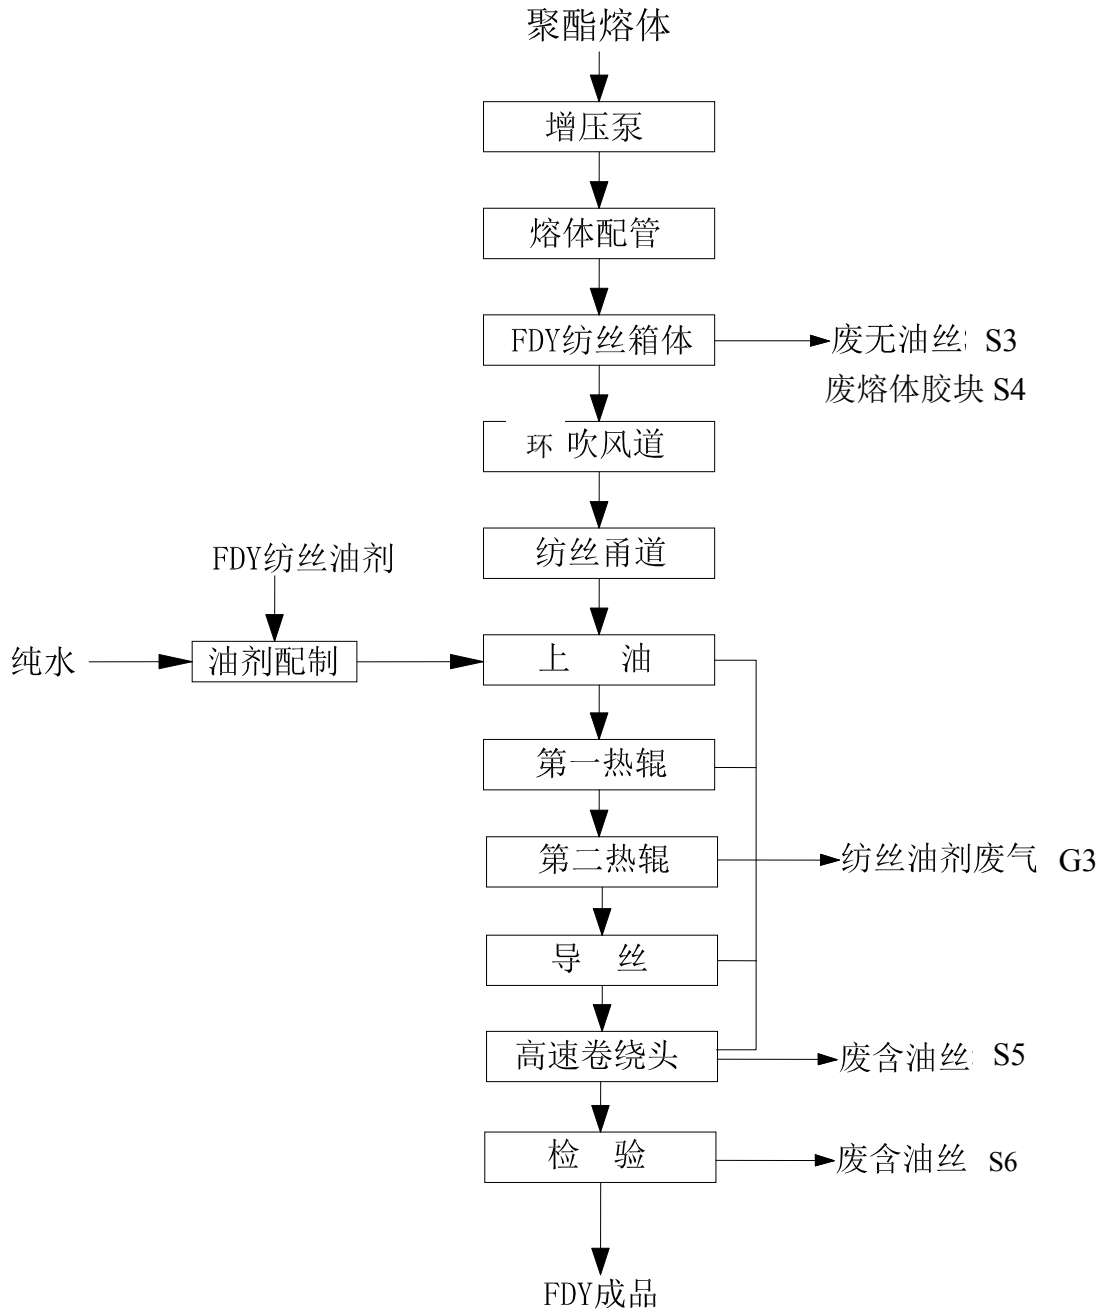 聚酯熔体
增压泵
熔体配管
FDY纺丝箱体
废无油丝 S3
废熔体胶块 S4
环 吹风道
纺丝甬道
FDY纺丝油剂
纯水
油剂配制
上 油
第一热辊
第二热辊
纺丝油剂废气 G3
导 丝
高速卷绕头
废含油丝 S5
检 验
废含油丝 S6
FDY成品